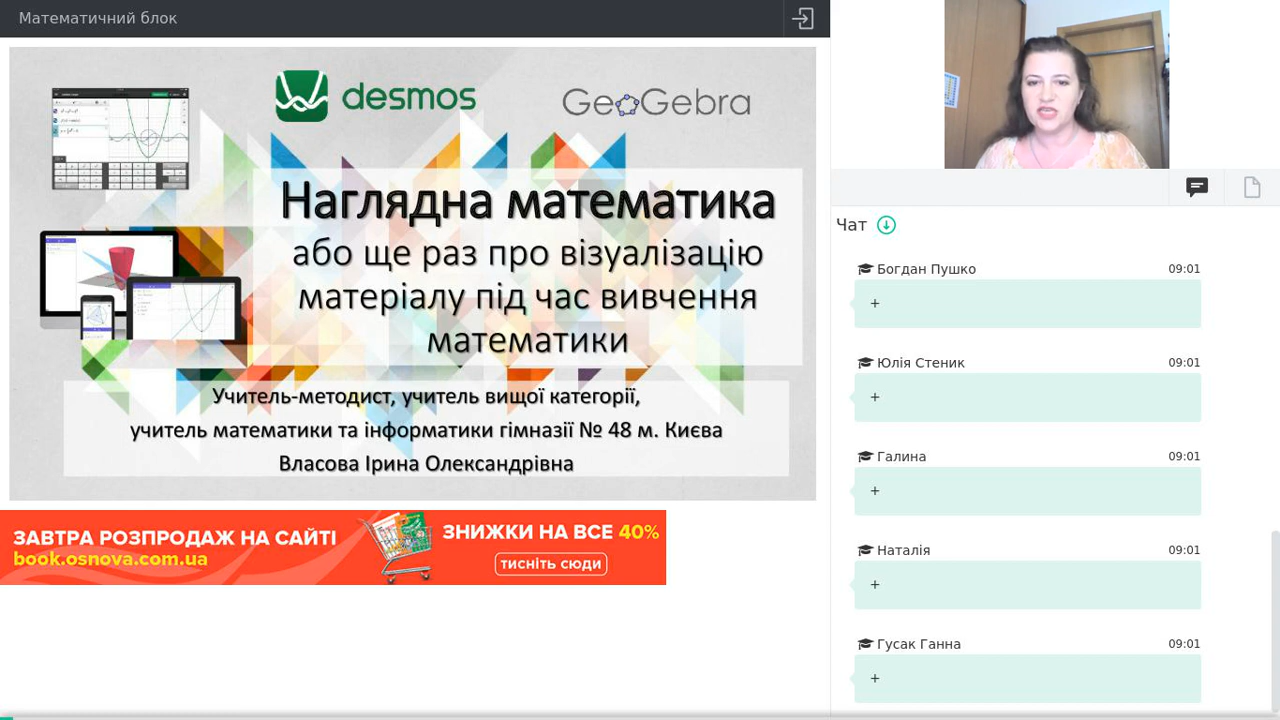 Математичний блок
desmos
GeoGebra
Наглядна математика
або ще раз про візуалізацію
матеріалу під час вивчення
математики
Учитель-методист, учитель вищої категорії,
учитель математики та інформатики гімназії № 48 м. Києва
Власова Ірина Олександрівна
ЗАВТРА РОЗПРОДАЖ НА САЙТІ
book.osnova.com.ua
ЗНИЖКИ НА ВСЕ 40%
тисніть сюди
Чат
Богдан Пушко 09:01
+
Юлія Стеник 09:01
+
Галина 09:01
+
Наталія 09:01
+
Гусак Ганна 09:01
+